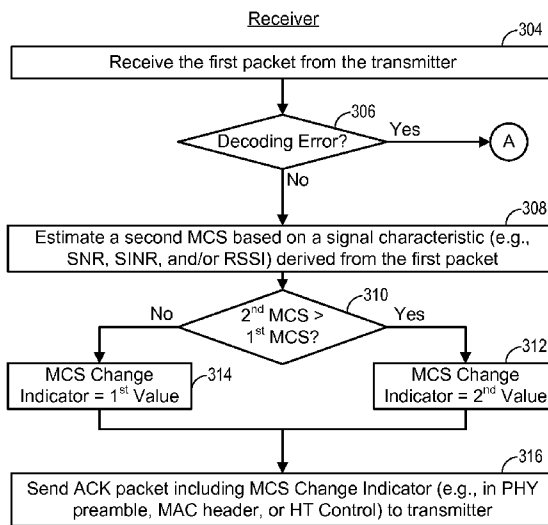 Receiver
304
Receive the first packet from the transmitter
306
Decoding Error?
Yes
A
No
308
Estimate a second MCS based on a signal characteristic (e.g.,
SNR, SINR, and/or RSSI) derived from the first packet
310
No
2nd MCS >
1st MCS?
Yes
312
MCS Change
Indicator = 1st Value
314
MCS Change
Indicator = 2nd Value
316
Send ACK packet including MCS Change Indicator (e.g., in PHY
preamble, MAC header, or HT Control) to transmitter